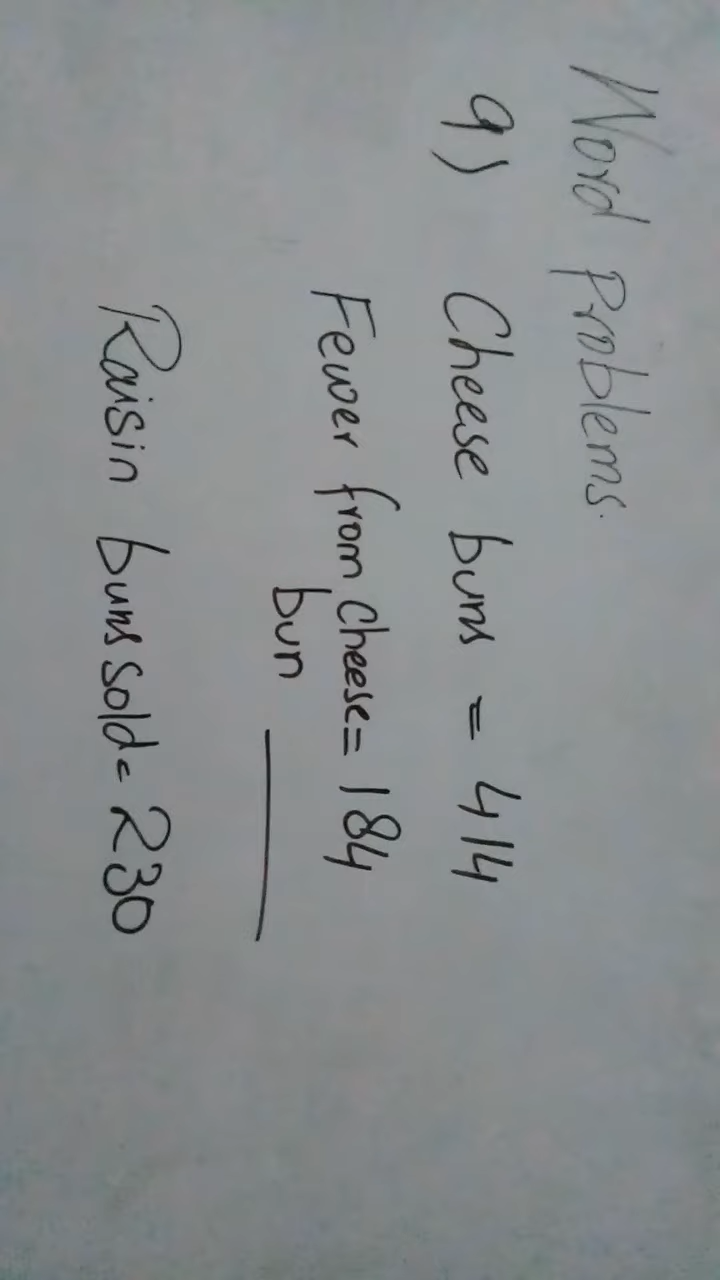 Word Problems.
9) Cheese buns = 414
Fewer from cheese = 184
bun
Raisin buns sold = 230